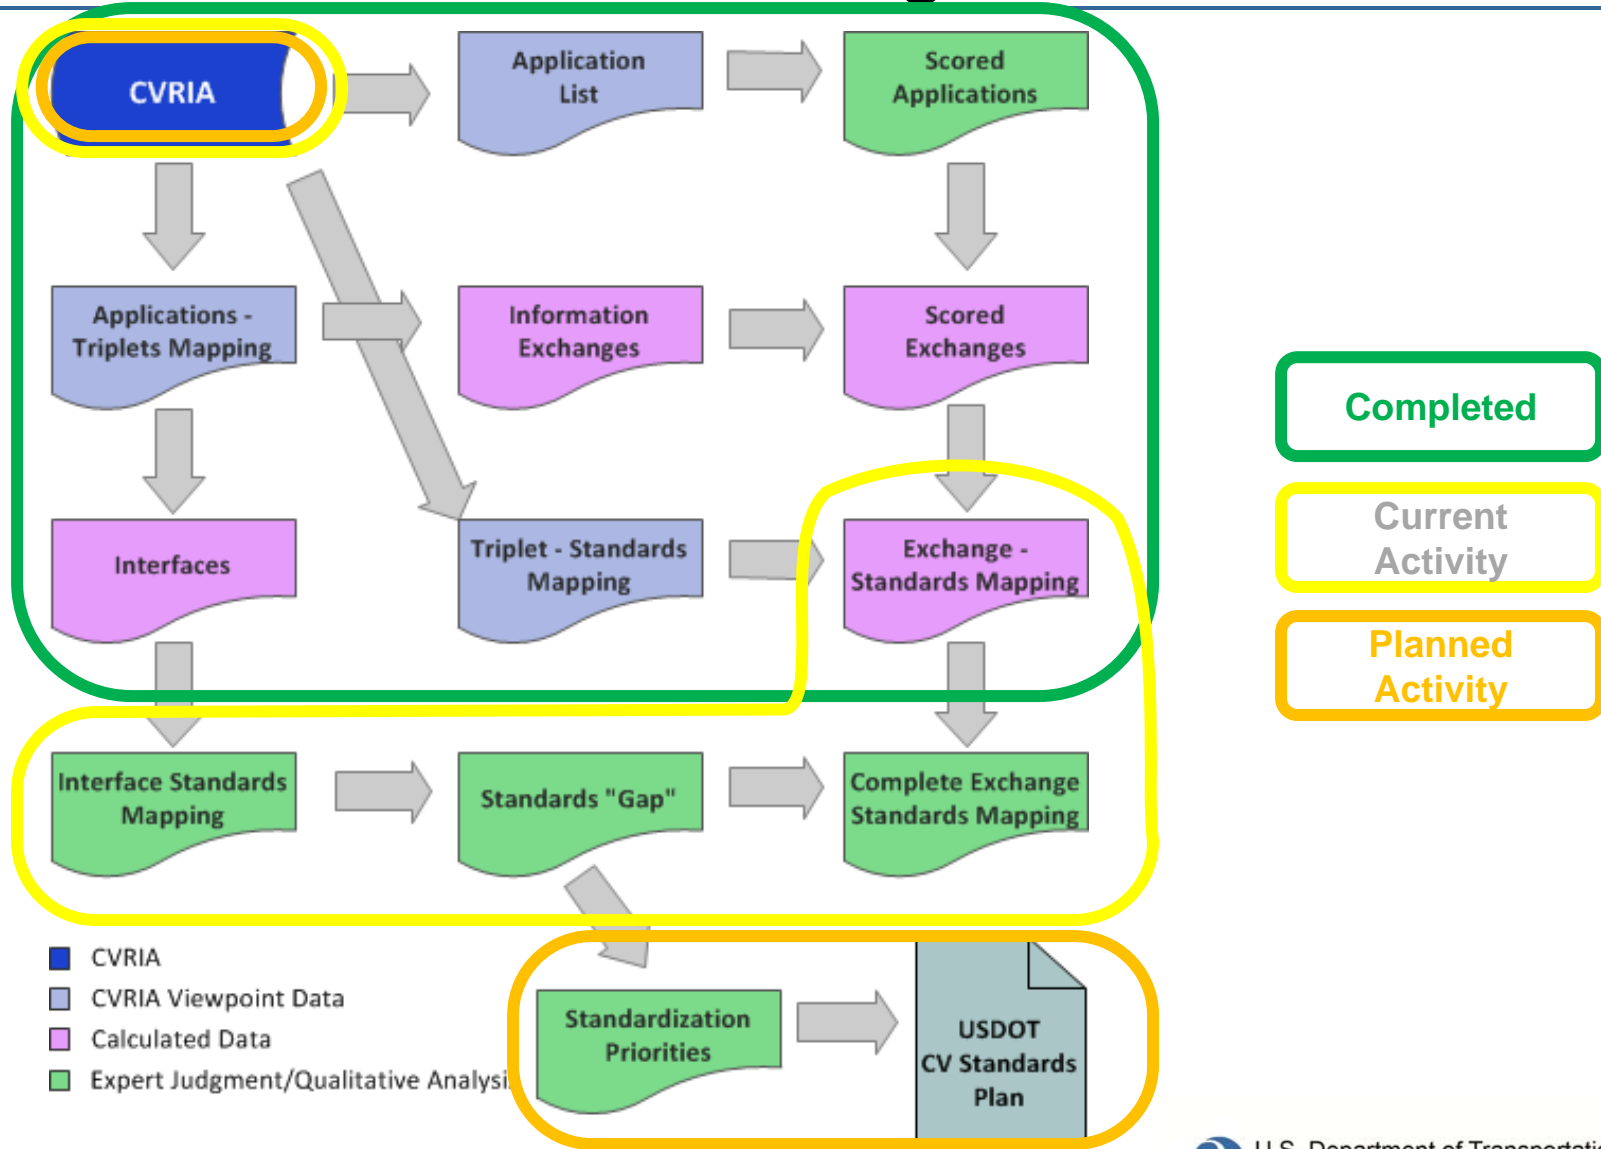 CVRIA
Application
List
Scored
Applications
Applications -
Triplets Mapping
Information
Exchanges
Scored
Exchanges
Completed
Current
Activity
Planned
Activity
Interfaces
Triplet - Standards
Mapping
Exchange -
Standards Mapping
Interface Standards
Mapping
Standards "Gap"
Complete Exchange
Standards Mapping
CVRIA
CVRIA Viewpoint Data
Calculated Data
Expert Judgment/Qualitative Analysi
Standardization
Priorities
USDOT
CV Standards
Plan